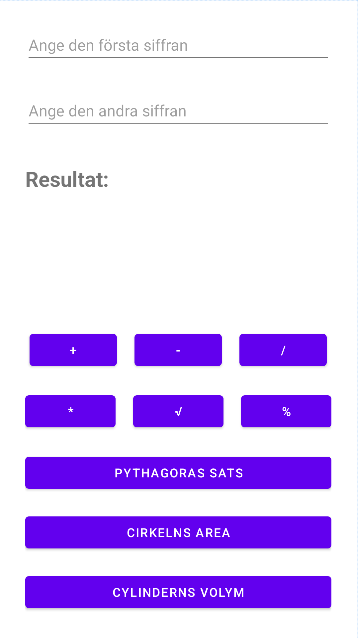 Ange den första siffran
Ange den andra siffran
Resultat:
+ - /
* √ %
PYTHAGORAS SATS
CIRKELNS AREA
CYLINDERNS VOLYM